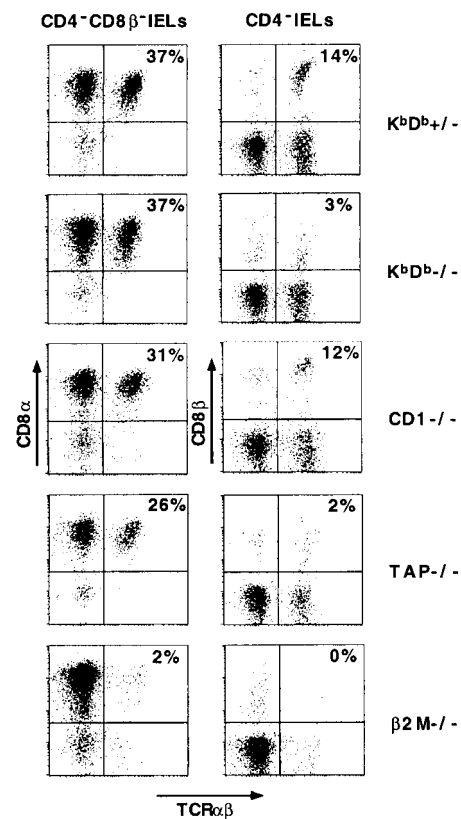 CD4⁻CD8β⁻IELs
CD4⁻IELs
37%
14%
KᵇDᵇ+/-
37%
3%
KᵇDᵇ-/-
31%
12%
CD1-/-
CD8α
CD8β
26%
2%
TAP-/-
2%
0%
β2M-/-
TCRαβ